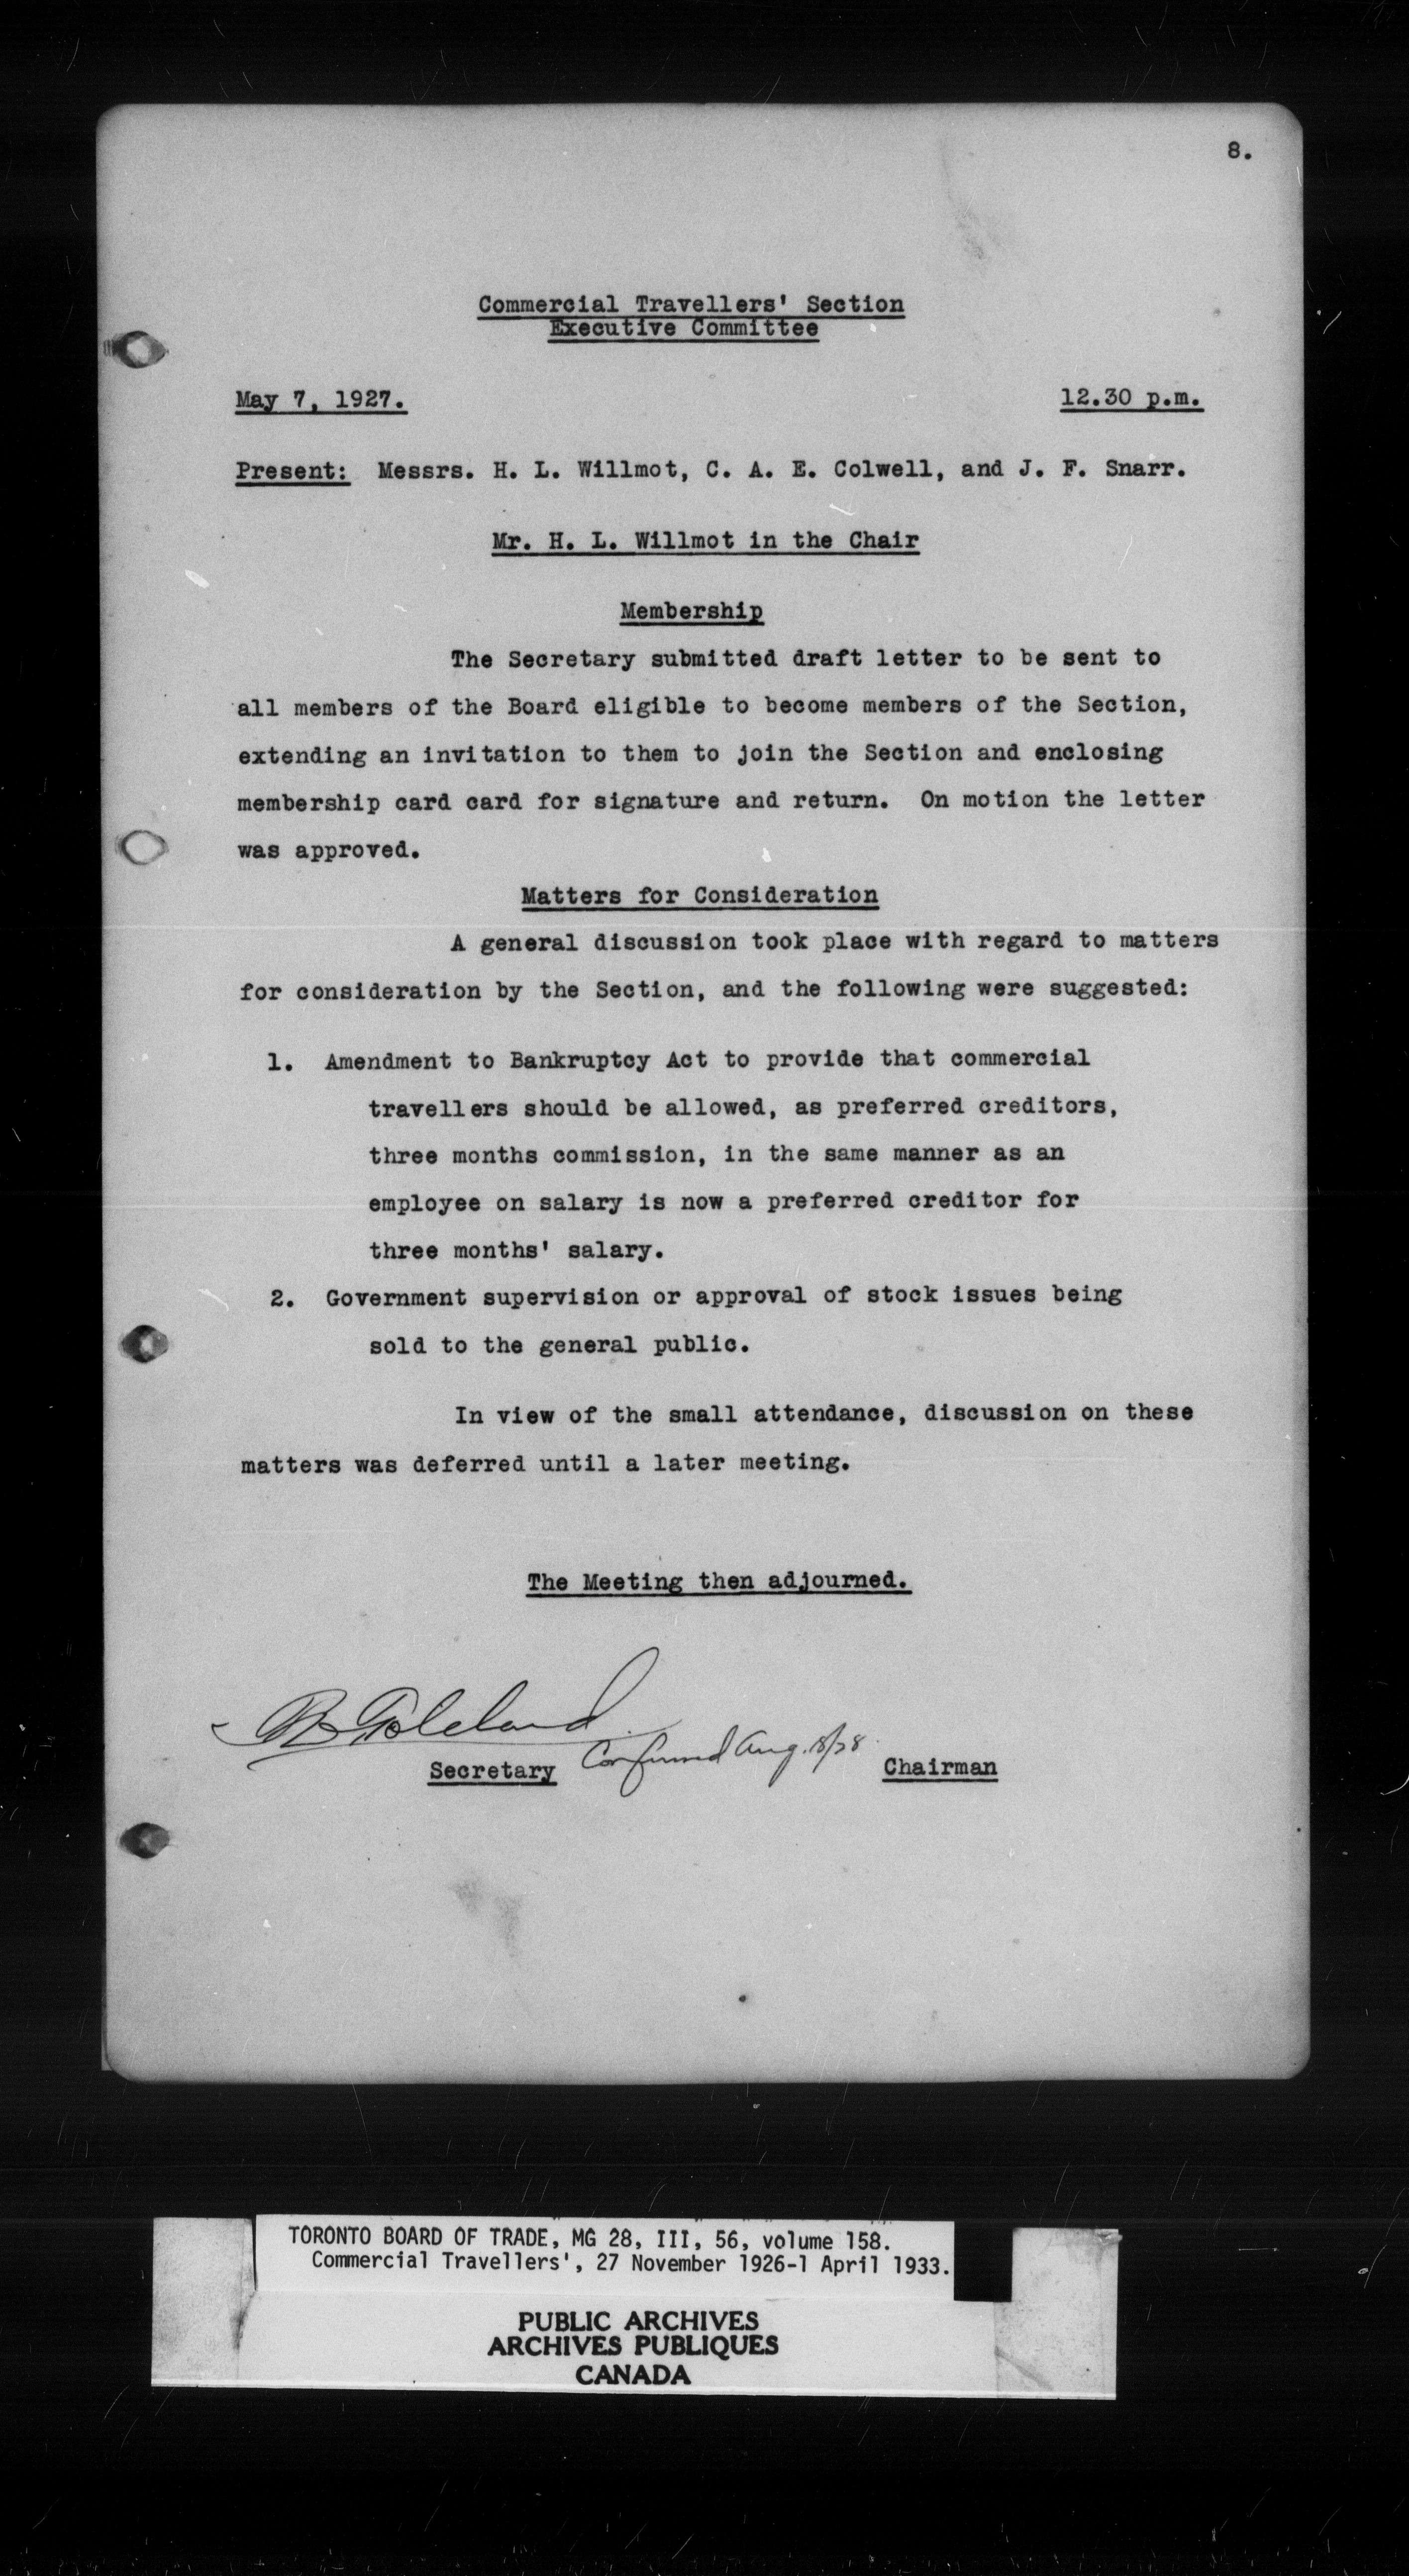 8.
Commercial Travellers' Section
Executive Committee
May 7, 1927. 12.30 p.m.
Present: Messrs. H. L. Willmot, C. A. E. Colwell, and J. F. Snarr.
Mr. H. L. Willmot in the Chair
Membership
The Secretary submitted draft letter to be sent to
all members of the Board eligible to become members of the Section,
extending an invitation to them to join the Section and enclosing
membership card card for signature and return. On motion the letter
was approved.
Matters for Consideration
A general discussion took place with regard to matters
for consideration by the Section, and the following were suggested:
1. Amendment to Bankruptcy Act to provide that commercial
travellers should be allowed, as preferred creditors,
three months commission, in the same manner as an
employee on salary is now a preferred creditor for
three months' salary.
2. Government supervision or approval of stock issues being
sold to the general public.
In view of the small attendance, discussion on these
matters was deferred until a later meeting.
The Meeting then adjourned.
Secretary Confirmed Aug. 18/28 Chairman
TORONTO BOARD OF TRADE, MG 28, III, 56, volume 158.
Commercial Travellers', 27 November 1926-1 April 1933.
PUBLIC ARCHIVES
ARCHIVES PUBLIQUES
CANADA